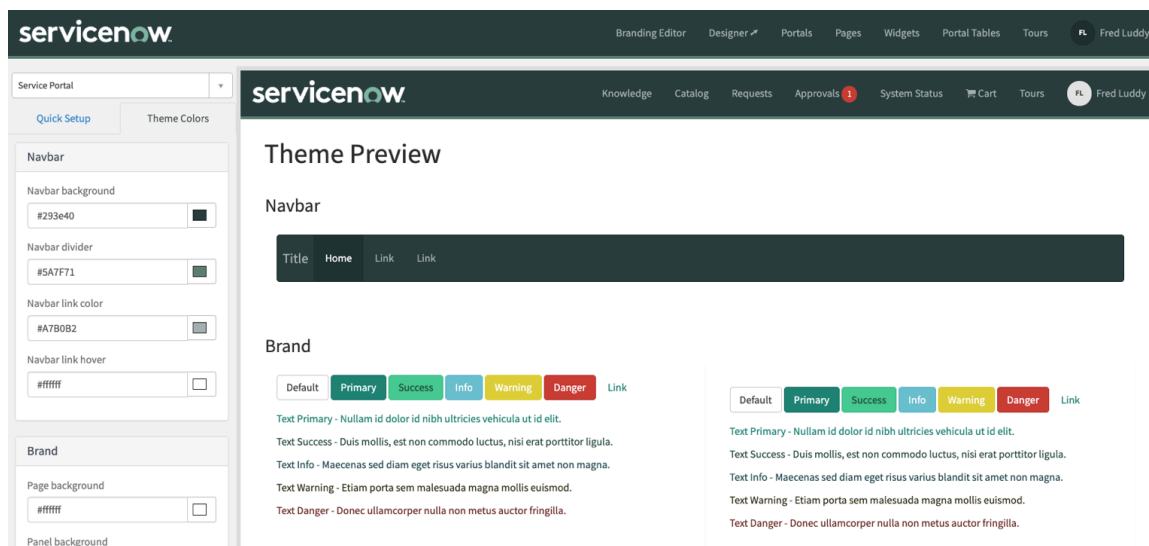 servicenow
Branding Editor Designer Portals Pages Widgets Portal Tables Tours FL Fred Luddy
Service Portal
Quick Setup Theme Colors
Navbar
Navbar background
#293e40
Navbar divider
#5A7F71
Navbar link color
#A7B0B2
Navbar link hover
#ffffff
Brand
Page background
#ffffff
Panel background
servicenow
Knowledge Catalog Requests Approvals 1 System Status Cart Tours FL Fred Luddy
Theme Preview
Navbar
Title Home Link Link
Brand
Default Primary Success Info Warning Danger Link
Text Primary - Nullam id dolor id nibh ultricies vehicula ut id elit.
Text Success - Duis mollis, est non commodo luctus, nisi erat porttitor ligula.
Text Info - Maecenas sed diam eget risus varius blandit sit amet non magna.
Text Warning - Etiam porta sem malesuada magna mollis euismod.
Text Danger - Donec ullamcorper nulla non metus auctor fringilla.
Default Primary Success Info Warning Danger Link
Text Primary - Nullam id dolor id nibh ultricies vehicula ut id elit.
Text Success - Duis mollis, est non commodo luctus, nisi erat porttitor ligula.
Text Info - Maecenas sed diam eget risus varius blandit sit amet non magna.
Text Warning - Etiam porta sem malesuada magna mollis euismod.
Text Danger - Donec ullamcorper nulla non metus auctor fringilla.